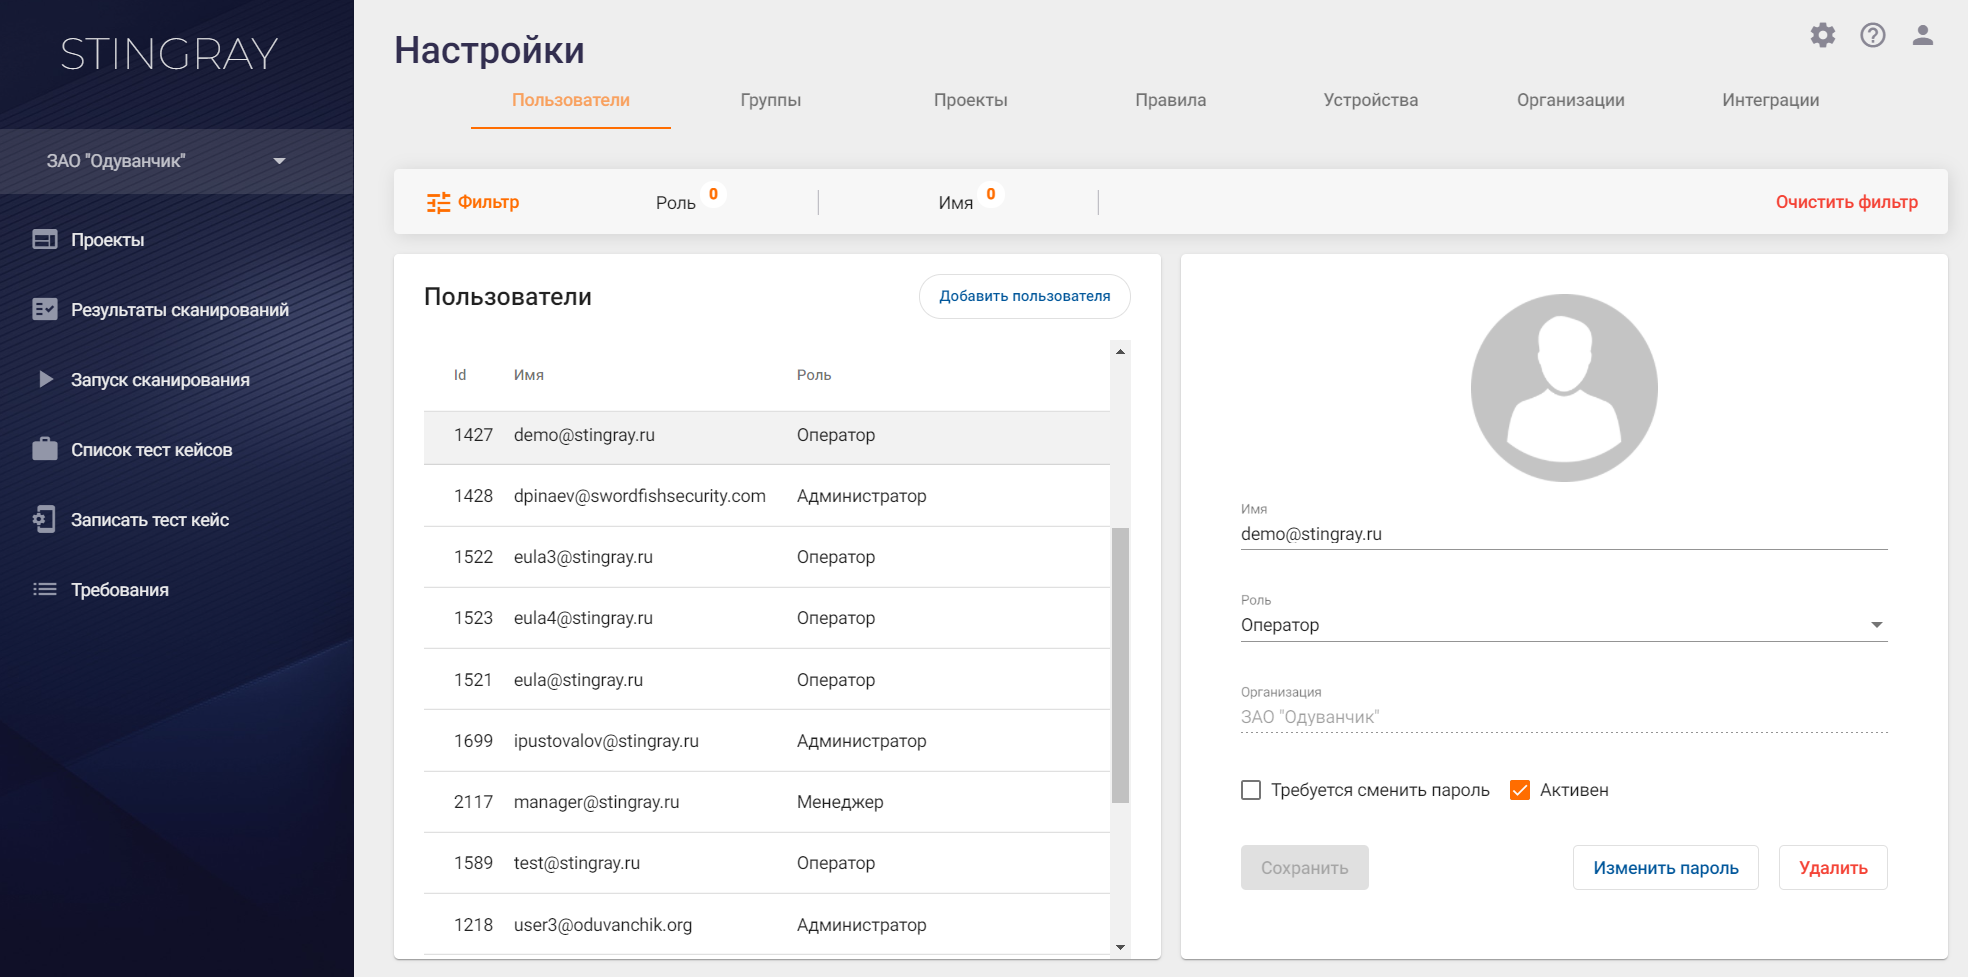 STINGRAY
ЗАО "Одуванчик"
Проекты
Результаты сканирований
Запуск сканирования
Список тест кейсов
Записать тест кейс
Требования
Настройки
Пользователи Группы Проекты Правила Устройства Организации Интеграции
Фильтр Роль 0 Имя 0 Очистить фильтр
Пользователи Добавить пользователя
Id Имя Роль
1427 demo@stingray.ru Оператор
1428 dpinaev@swordfishsecurity.com Администратор
1522 eula3@stingray.ru Оператор
1523 eula4@stingray.ru Оператор
1521 eula@stingray.ru Оператор
1699 ipustovalov@stingray.ru Администратор
2117 manager@stingray.ru Менеджер
1589 test@stingray.ru Оператор
1218 user3@oduvanchik.org Администратор
Имя
demo@stingray.ru
Роль
Оператор
Организация
ЗАО "Одуванчик"
Требуется сменить пароль Активен
Сохранить Изменить пароль Удалить